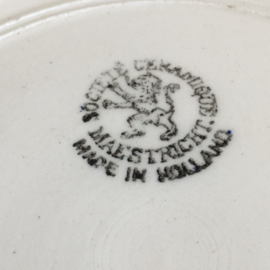 SOCIÉTÉ CÉRAMIQUE
MAESTRICHT.
MADE IN HOLLAND